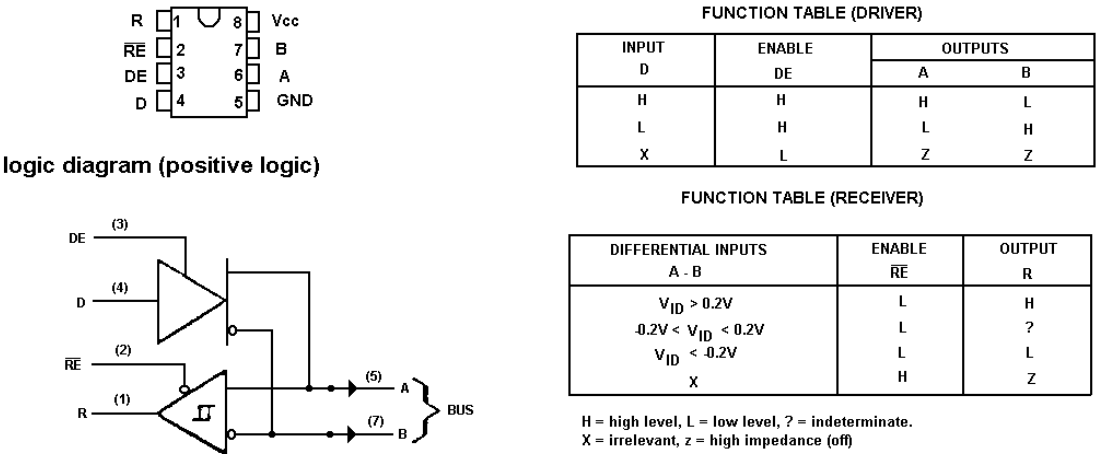 R 1 8 Vcc
RE 2 7 B
DE 3 6 A
D 4 5 GND
logic diagram (positive logic)
DE (3)
D (4)
RE (2)
R (1)
(5) A
(7) B
BUS
FUNCTION TABLE (DRIVER)
INPUT ENABLE OUTPUTS
D DE A B
H H H L
L H L H
X L Z Z
FUNCTION TABLE (RECEIVER)
DIFFERENTIAL INPUTS ENABLE OUTPUT
A - B RE R
VID > 0.2V L H
-0.2V < VID < 0.2V L ?
VID < -0.2V L L
X H Z
H = high level, L = low level, ? = indeterminate.
X = irrelevant, z = high impedance (off)